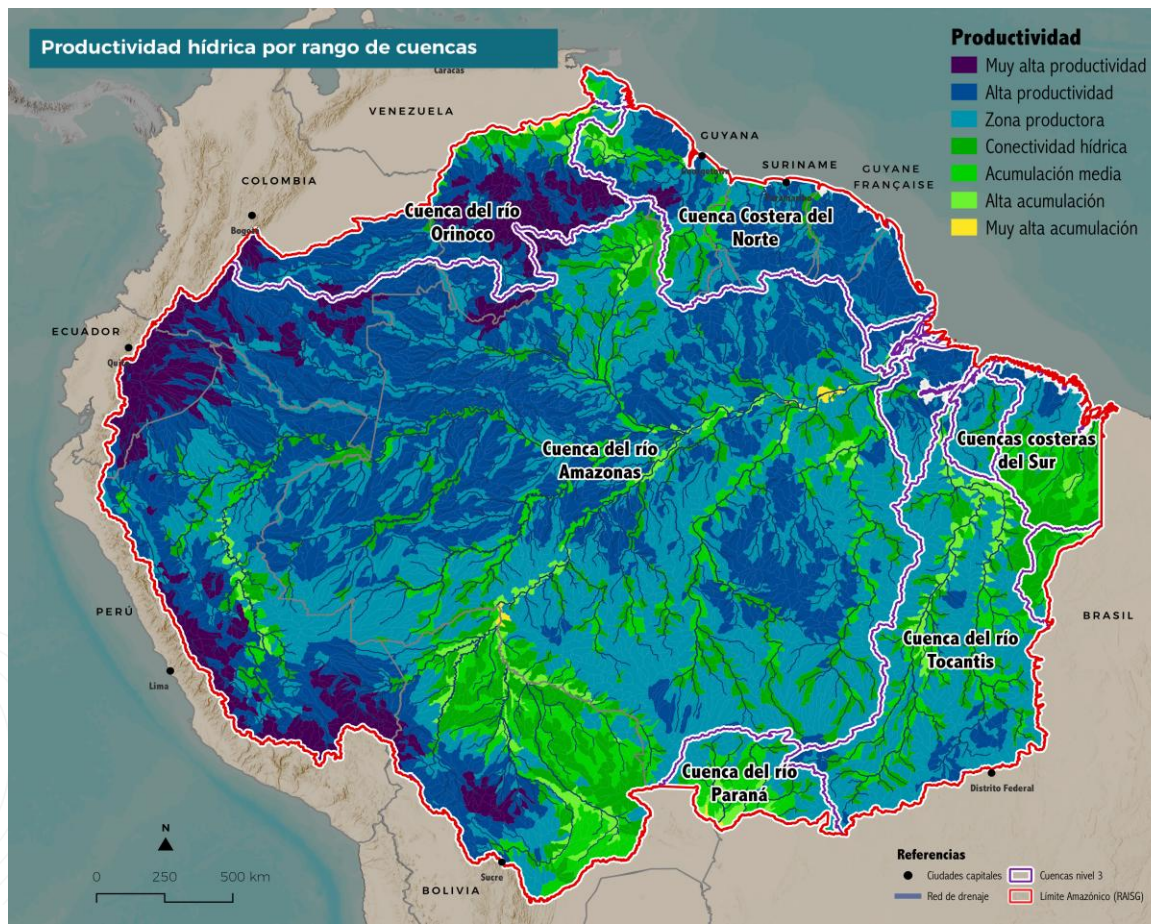 Productividad hídrica por rango de cuencas
Productividad
Muy alta productividad
Alta productividad
Zona productora
Conectividad hídrica
Acumulación media
Alta acumulación
Muy alta acumulación
Caracas
VENEZUELA
GUYANA
SURINAME
GUYANE
FRANÇAISE
COLOMBIA
Bogotá
Cuenca del río
Orinoco
Cuenca Costera del
Norte
ECUADOR
Cuenca del río
Amazonas
Cuencas costeras
del Sur
PERÚ
Lima
BRASIL
Cuenca del río
Tocantis
Cuenca del río
Paraná
Distrito Federal
N
0 250 500 km
Sucre
BOLIVIA
Referencias
Ciudades capitales
Cuencas nivel 3
Red de drenaje
Límite Amazónico (RAISG)